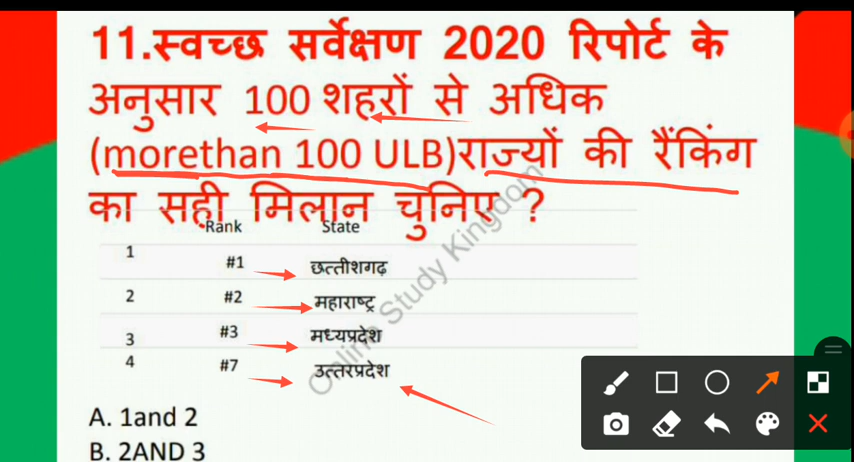 11.स्वच्छ सर्वेक्षण 2020 रिपोर्ट के
अनुसार 100 शहरों से अधिक
(morethan 100 ULB)राज्यों की रैंकिंग
का सही मिलान चुनिए ?
Rank State
1 #1 छत्तीशगढ़
2 #2 महाराष्ट्र
3 #3 मध्यप्रदेश
4 #7 उत्तरप्रदेश
Online Study Kingdom
A. 1and 2
B. 2AND 3